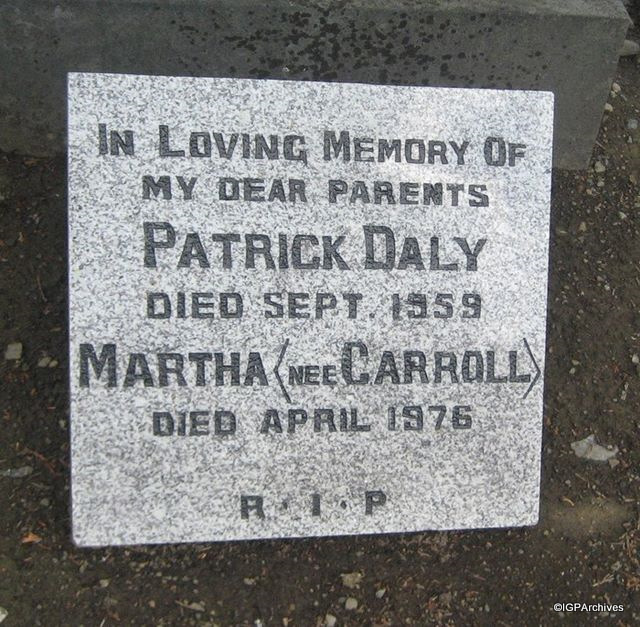 IN LOVING MEMORY OF
MY DEAR PARENTS
PATRICK DALY
DIED SEPT. 1959
MARTHA (NEE CARROLL)
DIED APRIL 1976
R · I · P
©IGPArchives